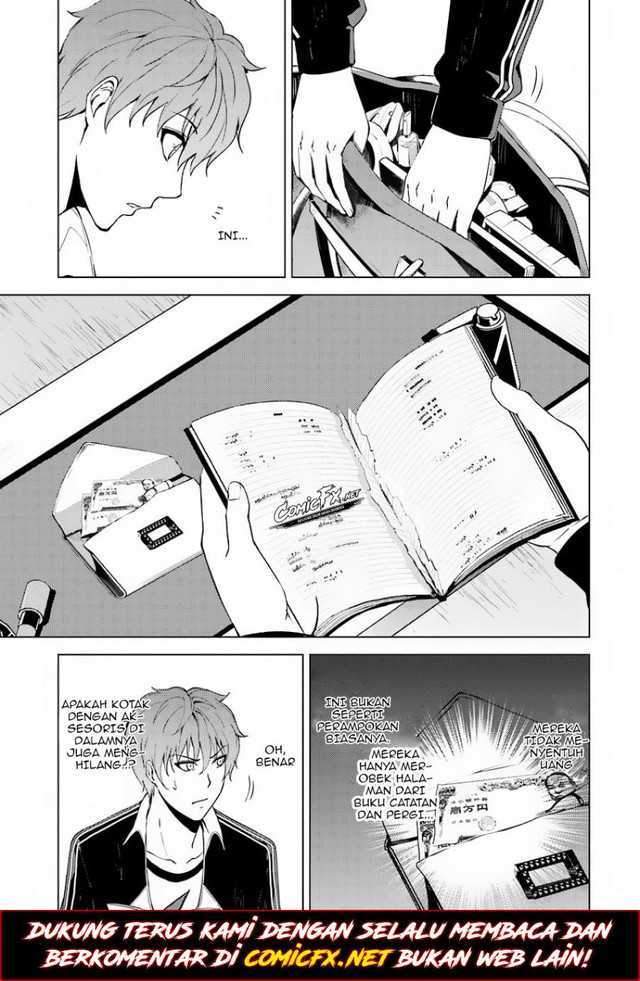 INI...
COMICFX.NET
MEREKA
TIDAK ME-
NYENTUH
UANG
INI BUKAN
SEPERTI
PERAMPOKAN
BIASANYA.
MEREKA
HANYA MER-
OBEK HALA-
MAN DARI
BUKU CATATAN
DAN PERGI...
OH,
BENAR
APAKAH KOTAK
DENGAN AK-
SESORIS DI
DALAMNYA
JUGA MENG-
HILANG..?
DUKUNG TERUS KAMI DENGAN SELALU MEMBACA DAN
BERKOMENTAR DI COMICFX.NET BUKAN WEB LAIN!